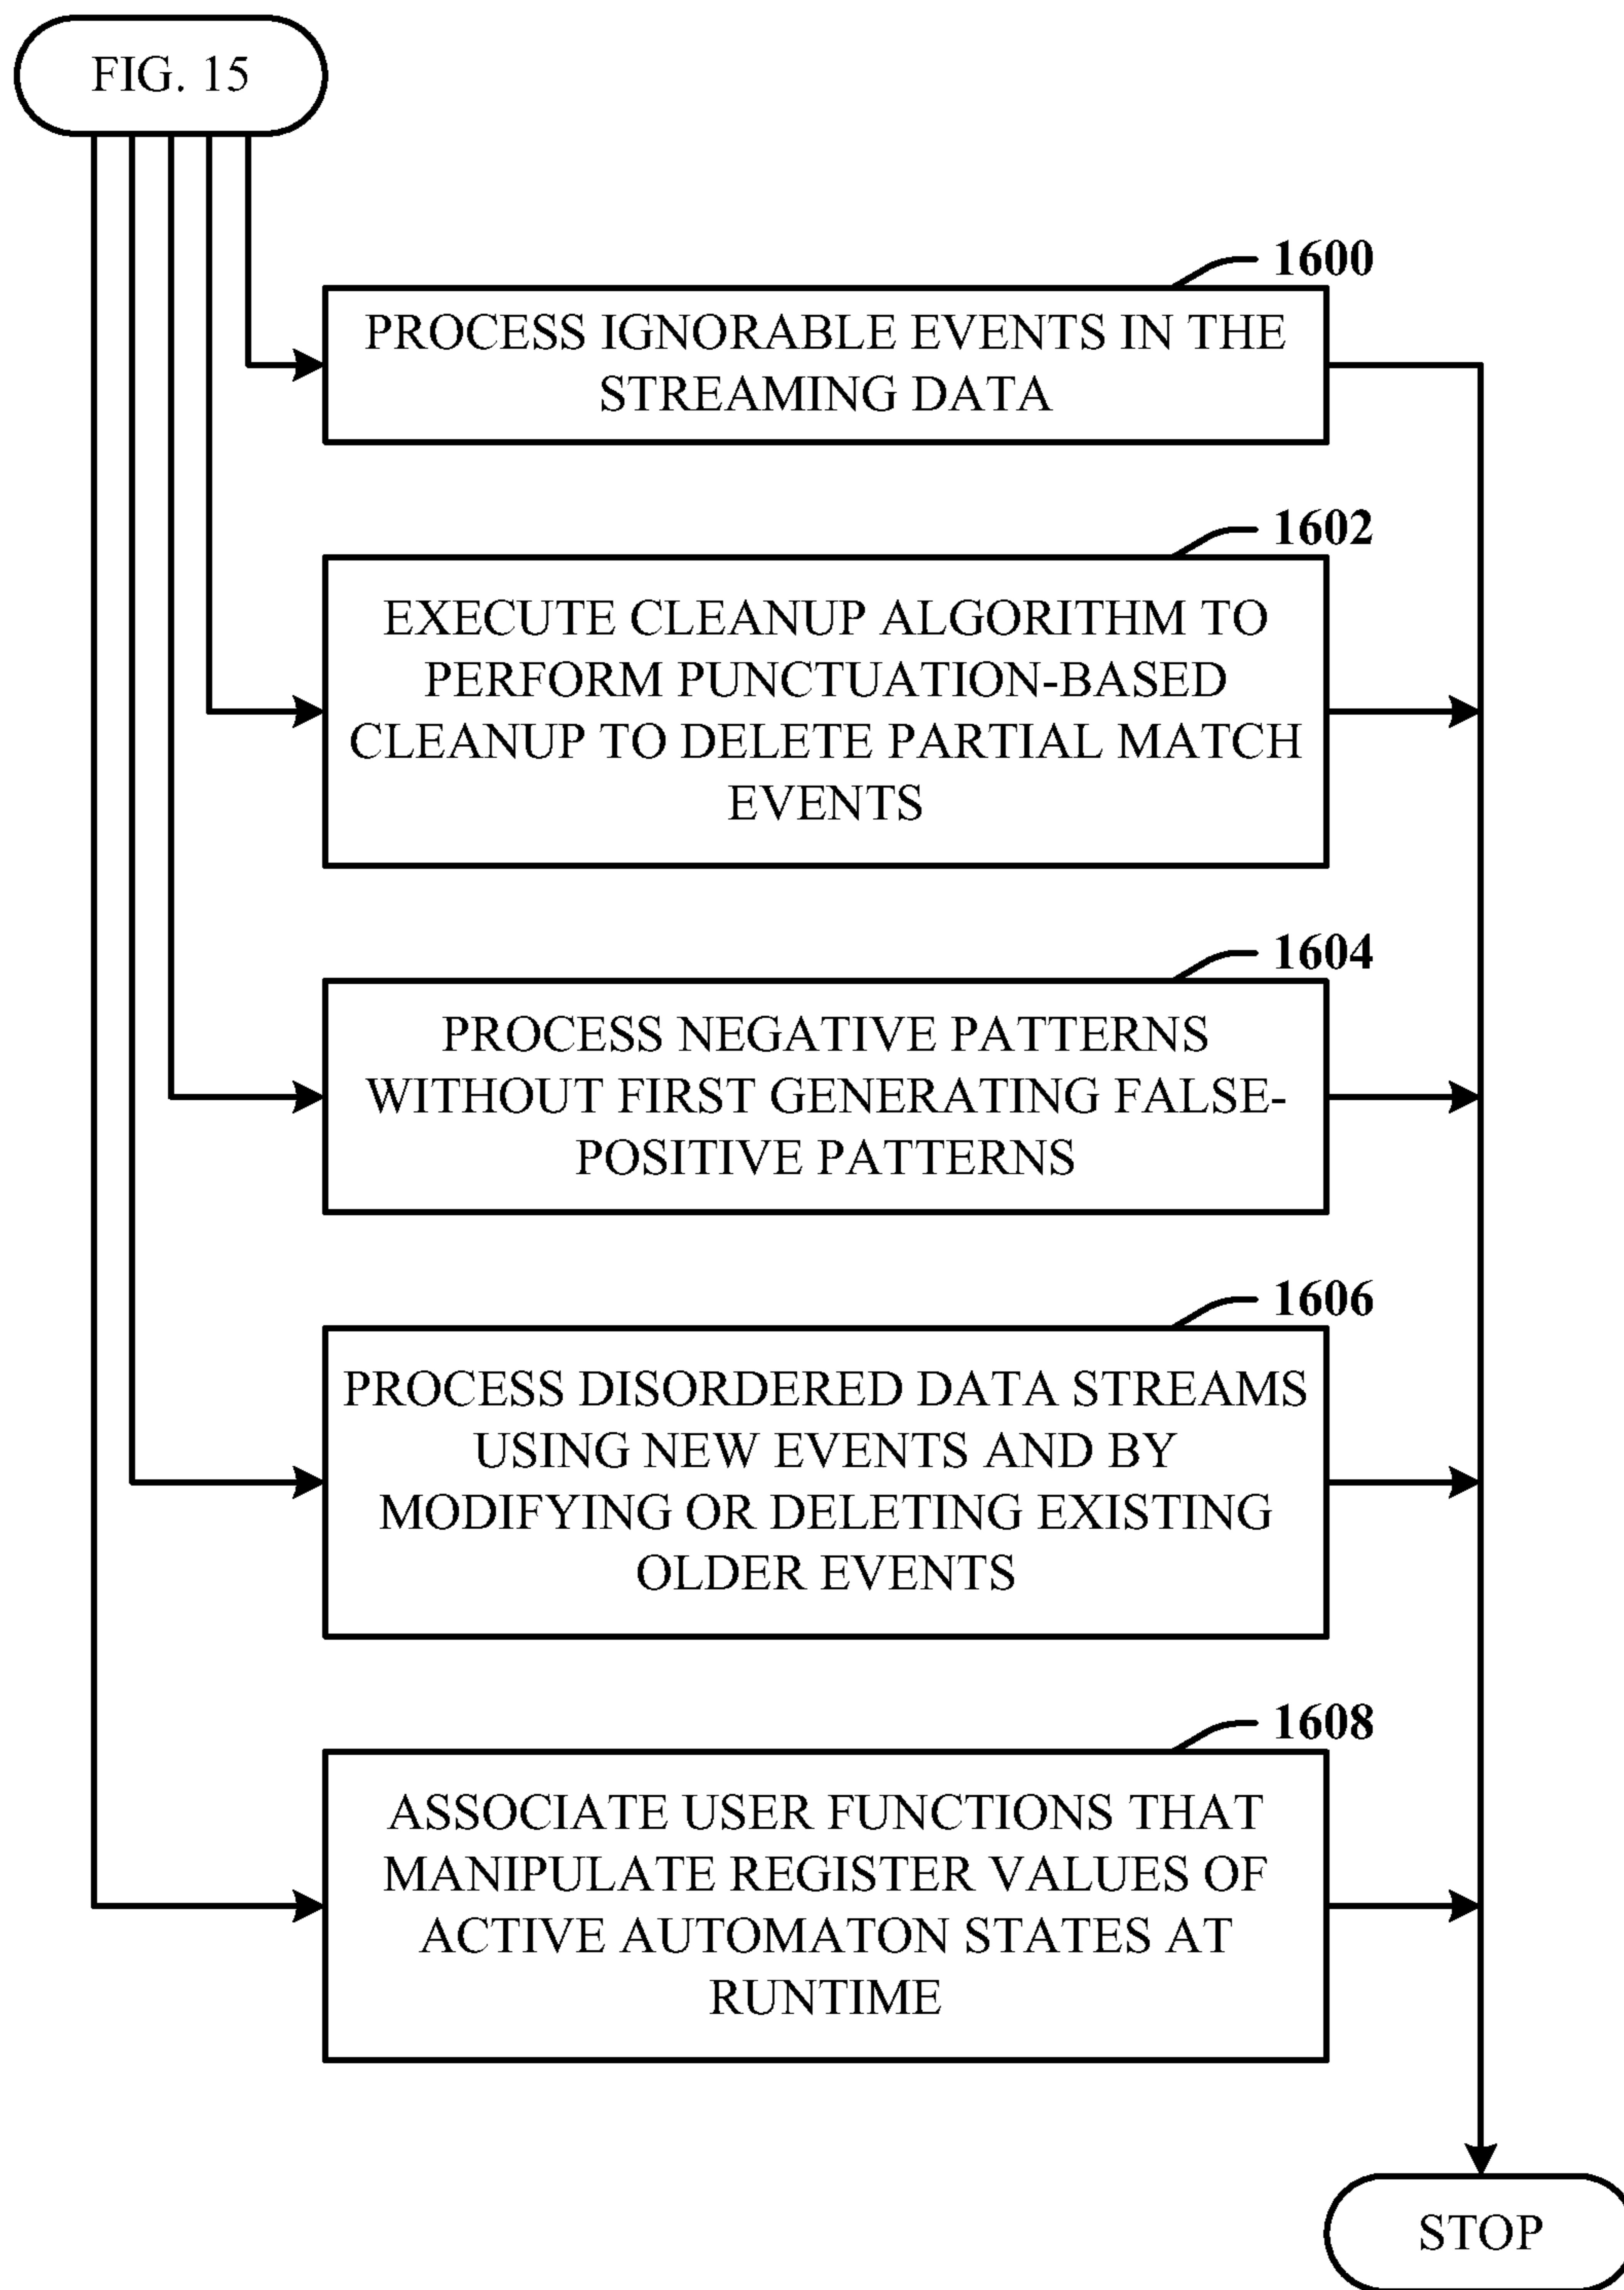 FIG. 15
1600
PROCESS IGNORABLE EVENTS IN THE
STREAMING DATA
1602
EXECUTE CLEANUP ALGORITHM TO
PERFORM PUNCTUATION-BASED
CLEANUP TO DELETE PARTIAL MATCH
EVENTS
1604
PROCESS NEGATIVE PATTERNS
WITHOUT FIRST GENERATING FALSE-
POSITIVE PATTERNS
1606
PROCESS DISORDERED DATA STREAMS
USING NEW EVENTS AND BY
MODIFYING OR DELETING EXISTING
OLDER EVENTS
1608
ASSOCIATE USER FUNCTIONS THAT
MANIPULATE REGISTER VALUES OF
ACTIVE AUTOMATON STATES AT
RUNTIME
STOP